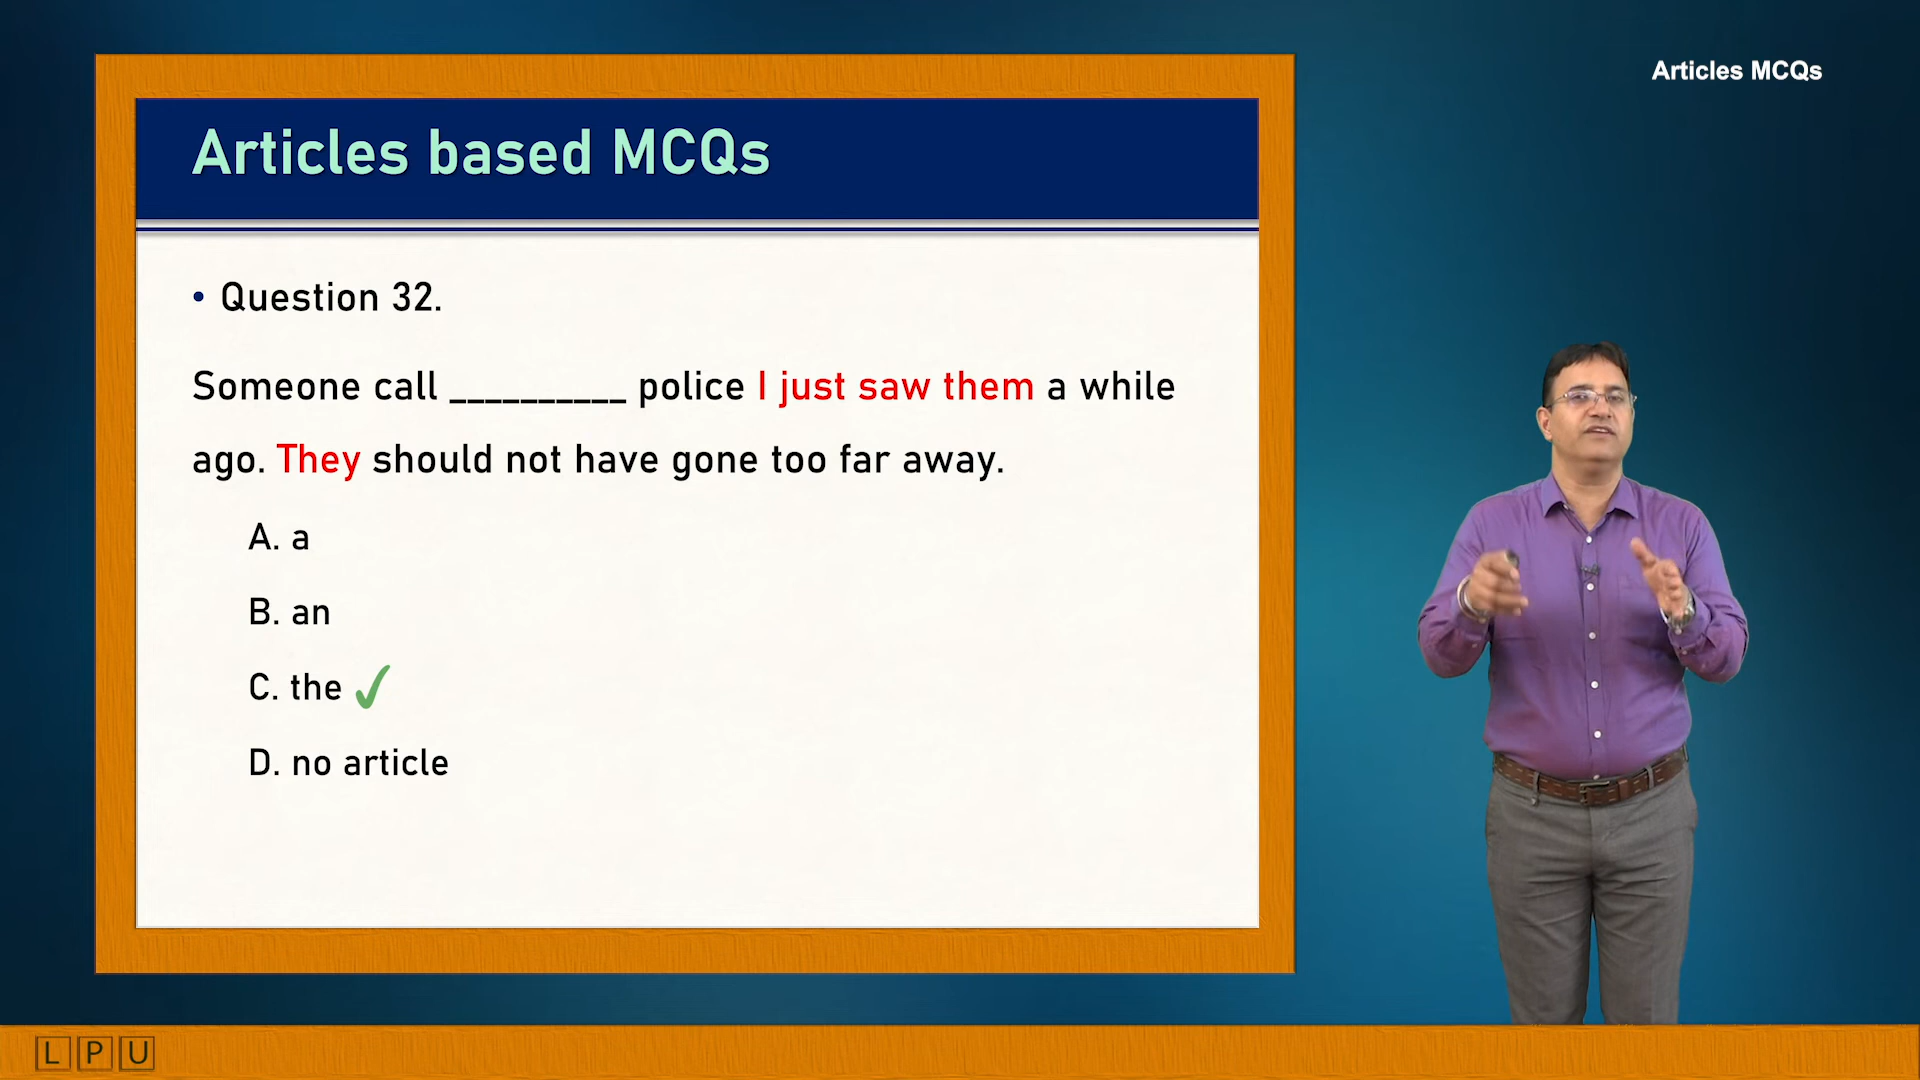 Articles MCQs
Articles based MCQs
• Question 32.
Someone call __________ police I just saw them a while
ago. They should not have gone too far away.
A. a
B. an
C. the ✓
D. no article
L P U